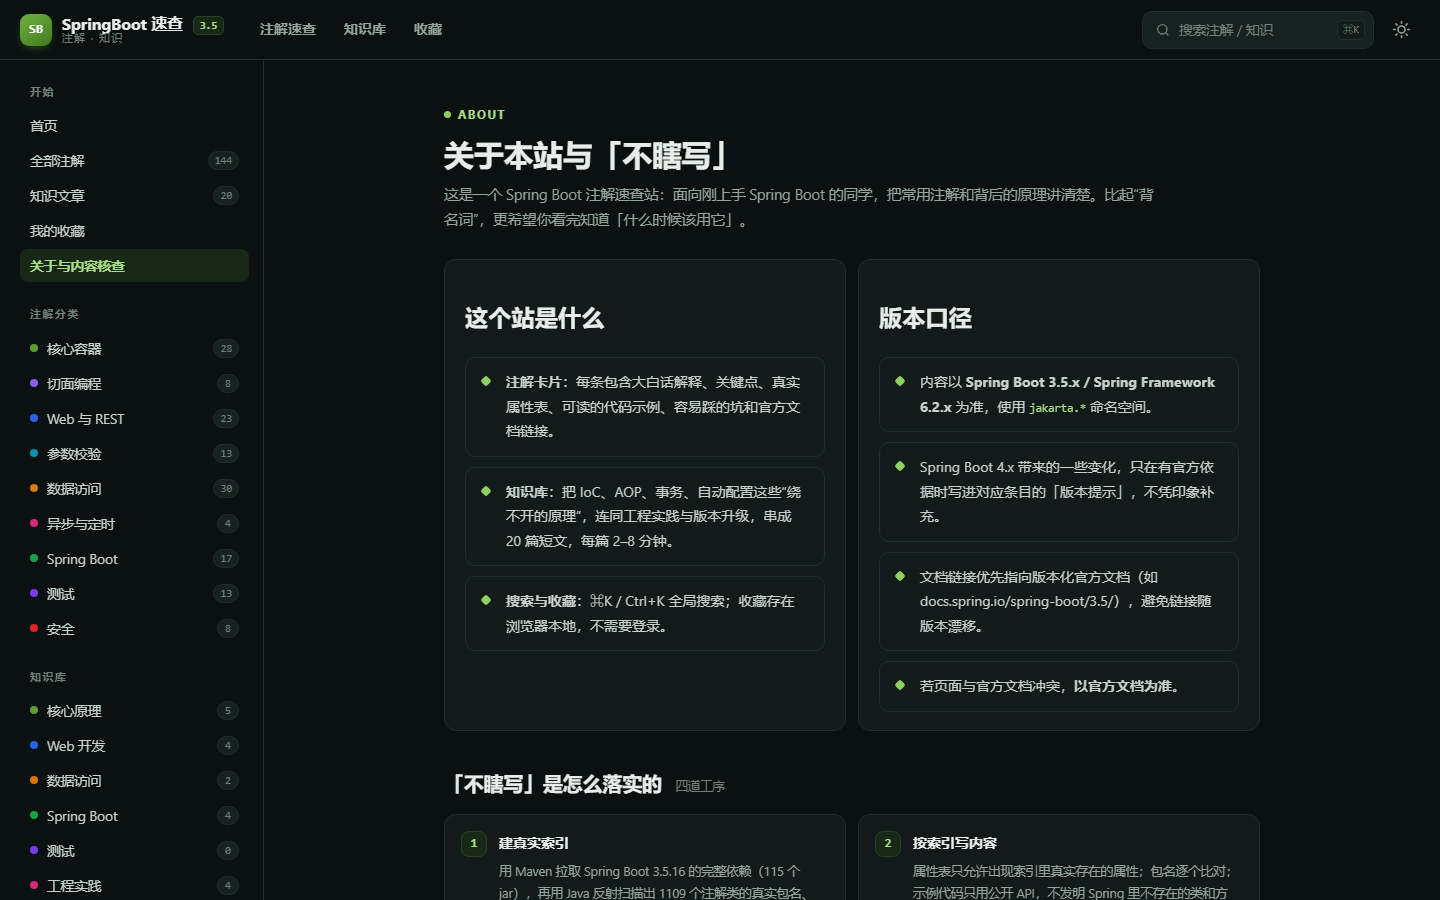 SB
SpringBoot 速查 3.5
注解 · 知识
注解速查 知识库 收藏
搜索注解 / 知识 ⌘K
开始
首页
全部注解 144
知识文章 20
我的收藏
关于与内容核查
注解分类
核心容器 28
切面编程 8
Web 与 REST 23
参数校验 13
数据访问 30
异步与定时 4
Spring Boot 17
测试 13
安全 8
知识库
核心原理 5
Web 开发 4
数据访问 2
Spring Boot 4
测试 0
工程实践 4
ABOUT
关于本站与「不瞎写」
这是一个 Spring Boot 注解速查站：面向刚上手 Spring Boot 的同学，把常用注解和背后的原理讲清楚。比起“背
名词”，更希望你看完知道「什么时候该用它」。
这个站是什么
注解卡片：每条包含大白话解释、关键点、真实
属性表、可读的代码示例、容易踩的坑和官方文
档链接。
知识库：把 IoC、AOP、事务、自动配置这些“绕
不开的原理”，连同工程实践与版本升级，串成
20 篇短文，每篇 2–8 分钟。
搜索与收藏：⌘K / Ctrl+K 全局搜索；收藏存在
浏览器本地，不需要登录。
版本口径
内容以 Spring Boot 3.5.x / Spring Framework
6.2.x 为准，使用 jakarta.* 命名空间。
Spring Boot 4.x 带来的一些变化，只在有官方依
据时写进对应条目的「版本提示」，不凭印象补
充。
文档链接优先指向版本化官方文档（如
docs.spring.io/spring-boot/3.5/），避免链接随
版本漂移。
若页面与官方文档冲突，以官方文档为准。
「不瞎写」是怎么落实的 四道工序
1 建真实索引
用 Maven 拉取 Spring Boot 3.5.16 的完整依赖（115 个
jar），再用 Java 反射扫描出 1109 个注解类的真实包名、
2 按索引写内容
属性表只允许出现索引里真实存在的属性；包名逐个比对；
示例代码只用公开 API，不发明 Spring 里不存在的类和方